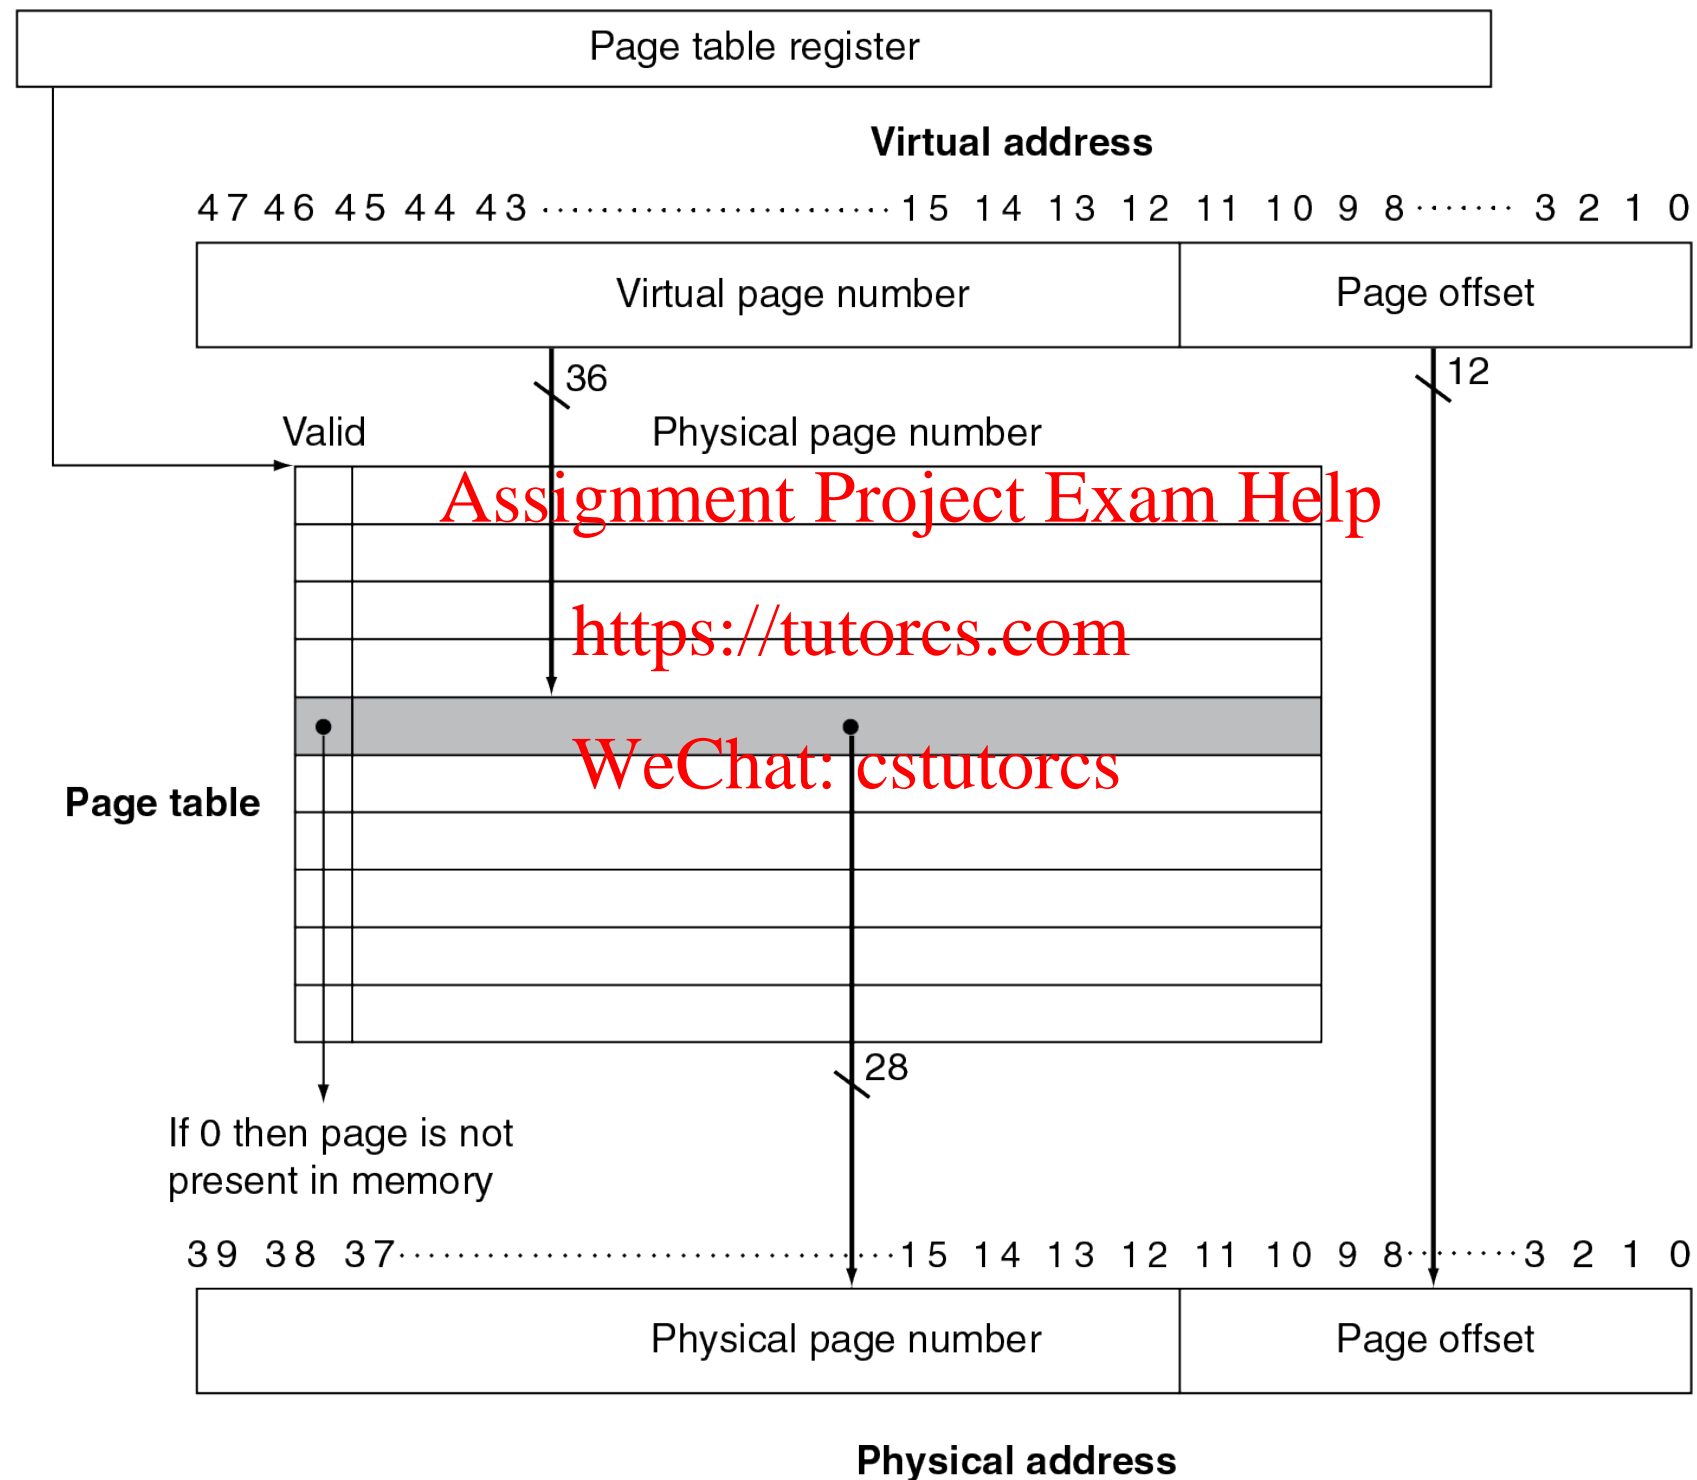 Page table register
Virtual address
47 46 45 44 43 ..................... 15 14 13 12 11 10 9 8 ....... 3 2 1 0
Virtual page number Page offset
36 12
Valid Physical page number
Assignment Project Exam Help
https://tutorcs.com
WeChat: cstutorcs
Page table
28
If 0 then page is not
present in memory
39 38 37 .............................. 15 14 13 12 11 10 9 8 ........ 3 2 1 0
Physical page number Page offset
Physical address